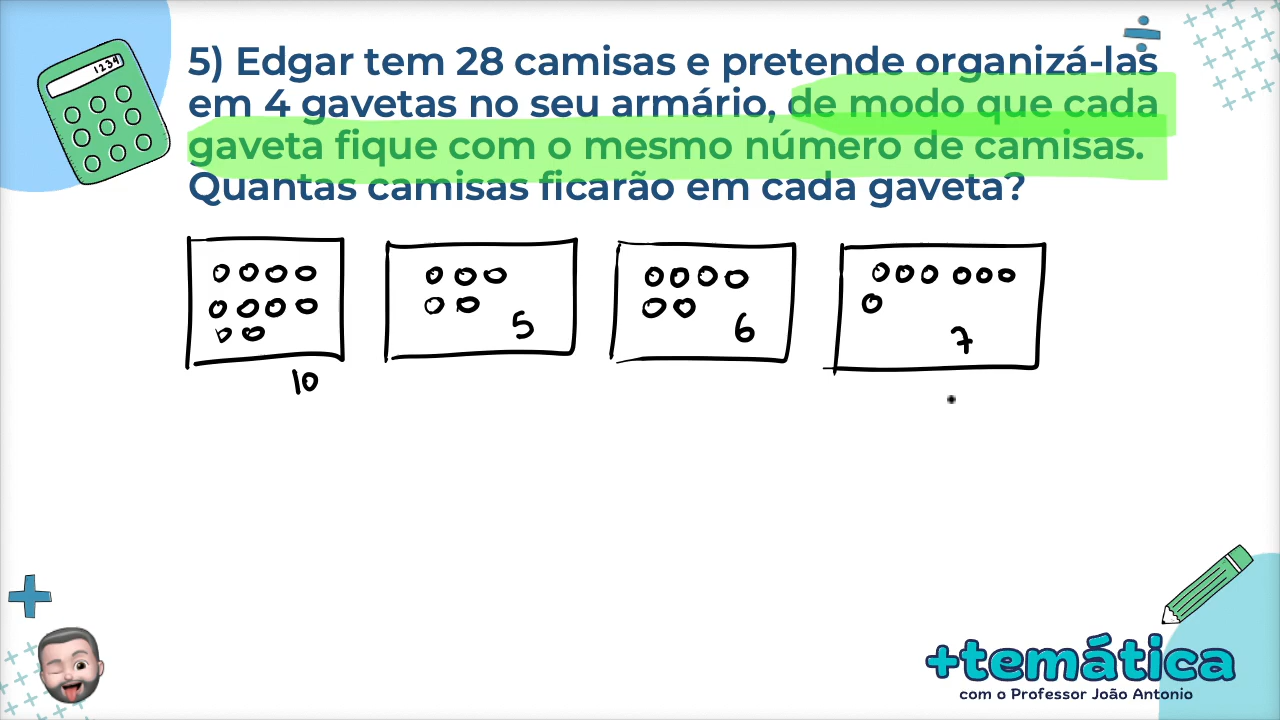 1234
5) Edgar tem 28 camisas e pretende organizá-las
em 4 gavetas no seu armário, de modo que cada
gaveta fique com o mesmo número de camisas.
Quantas camisas ficarão em cada gaveta?
5
6
7
10
+temática
com o Professor João Antonio